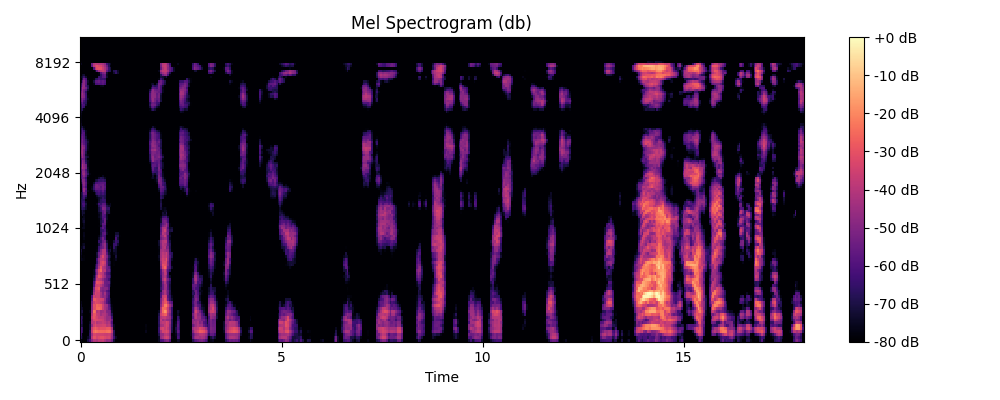 Mel Spectrogram (db)
Hz
8192
4096
2048
1024
512
0
0 5 10 15
Time
+0 dB
-10 dB
-20 dB
-30 dB
-40 dB
-50 dB
-60 dB
-70 dB
-80 dB